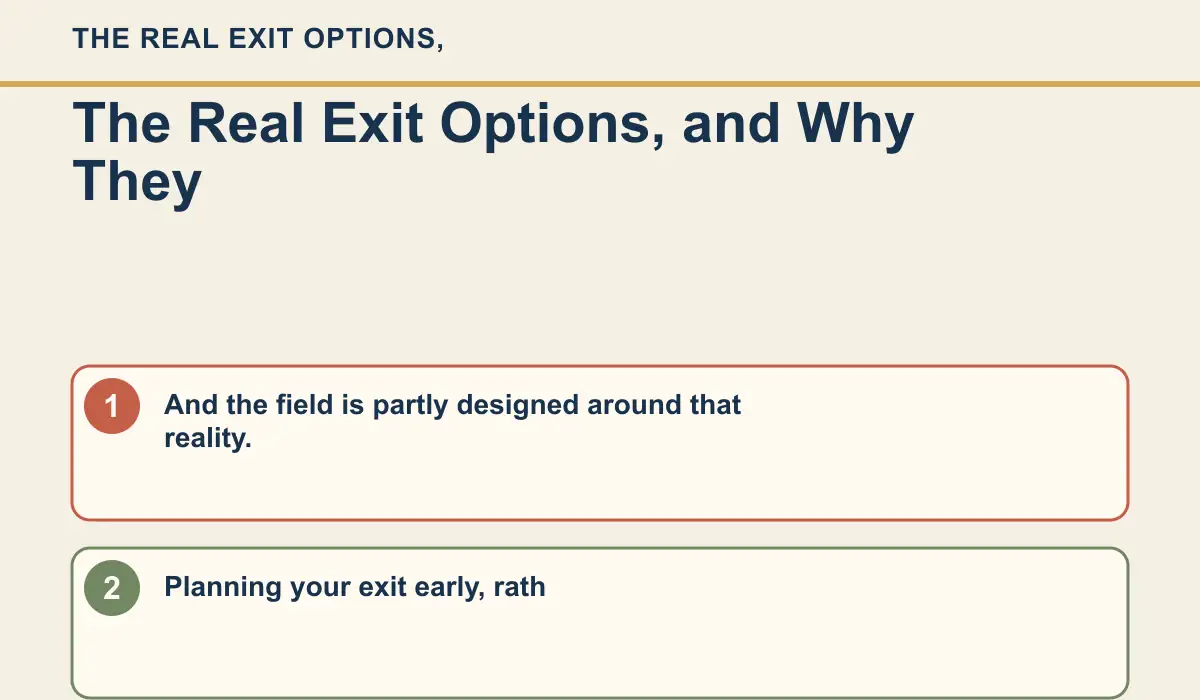 THE REAL EXIT OPTIONS,
The Real Exit Options, and Why
They
1
And the field is partly designed around that
reality.
2
Planning your exit early, rath